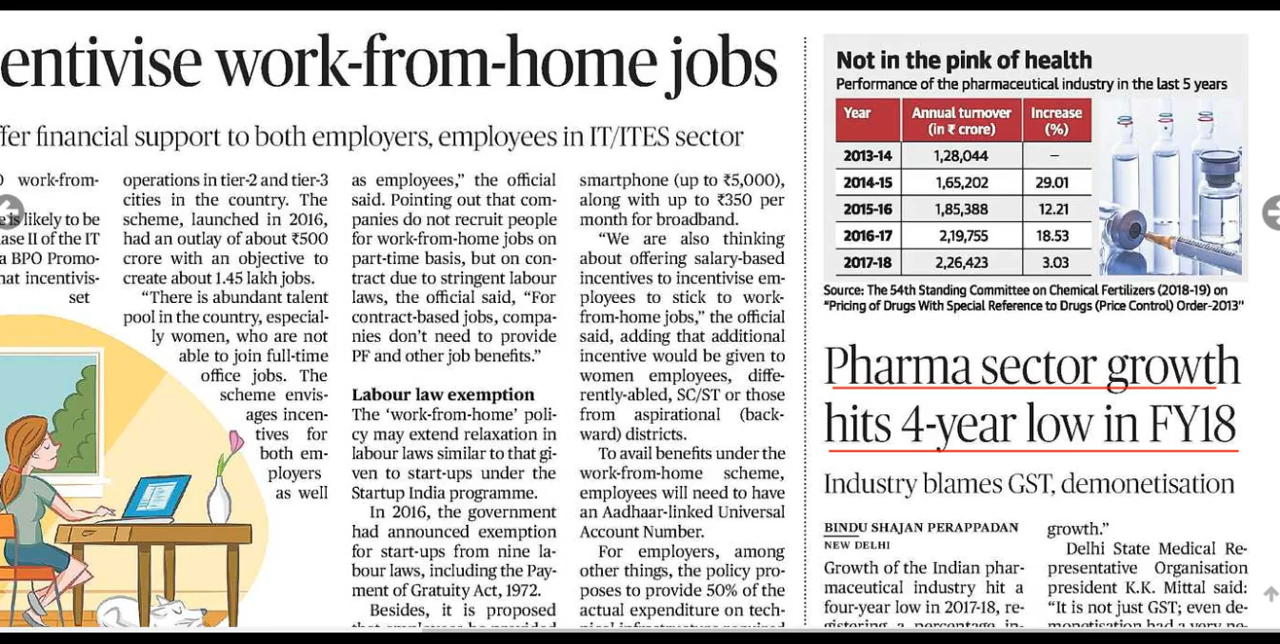 entivise work-from-home jobs
fer financial support to both employers, employees in IT/ITES sector
work-from-
is likely to be
ase II of the IT
a BPO Promo-
hat incentivis-
set
operations in tier-2 and tier-3
cities in the country. The
scheme, launched in 2016,
had an outlay of about ₹500
crore with an objective to
create about 1.45 lakh jobs.
“There is abundant talent
pool in the country, especial-
ly women, who are not
able to join full-time
office jobs. The
scheme envis-
ages incen-
tives for
both em-
ployers
as well
as employees,” the official
said. Pointing out that com-
panies do not recruit people
for work-from-home jobs on
part-time basis, but on con-
tract due to stringent labour
laws, the official said, “For
contract-based jobs, compa-
nies don’t need to provide
PF and other job benefits.”
Labour law exemption
The ‘work-from-home’ poli-
cy may extend relaxation in
labour laws similar to that gi-
ven to start-ups under the
Startup India programme.
In 2016, the government
had announced exemption
for start-ups from nine la-
bour laws, including the Pay-
ment of Gratuity Act, 1972.
Besides, it is proposed
that employees be provided
smartphone (up to ₹5,000),
along with up to ₹350 per
month for broadband.
“We are also thinking
about offering salary-based
incentives to incentivise em-
ployees to stick to work-
from-home jobs,” the official
said, adding that additional
incentive would be given to
women employees, diffe-
rently-abled, SC/ST or those
from aspirational (back-
ward) districts.
To avail benefits under the
work-from-home scheme,
employees will need to have
an Aadhaar-linked Universal
Account Number.
For employers, among
other things, the policy pro-
poses to provide 50% of the
actual expenditure on tech-
nical infrastructure required
Not in the pink of health
Performance of the pharmaceutical industry in the last 5 years
Year Annual turnover (in ₹ crore) Increase (%)
2013-14 1,28,044 –
2014-15 1,65,202 29.01
2015-16 1,85,388 12.21
2016-17 2,19,755 18.53
2017-18 2,26,423 3.03
Source: The 54th Standing Committee on Chemical Fertilizers (2018-19) on
“Pricing of Drugs With Special Reference to Drugs (Price Control) Order-2013”
Pharma sector growth
hits 4-year low in FY18
Industry blames GST, demonetisation
BINDU SHAJAN PERAPPADAN
NEW DELHI
Growth of the Indian phar-
maceutical industry hit a
four-year low in 2017-18, re-
gistering a percentage in-
growth.”
Delhi State Medical Re-
presentative Organisation
president K.K. Mittal said:
“It is not just GST; even de-
monetisation had a very ne-